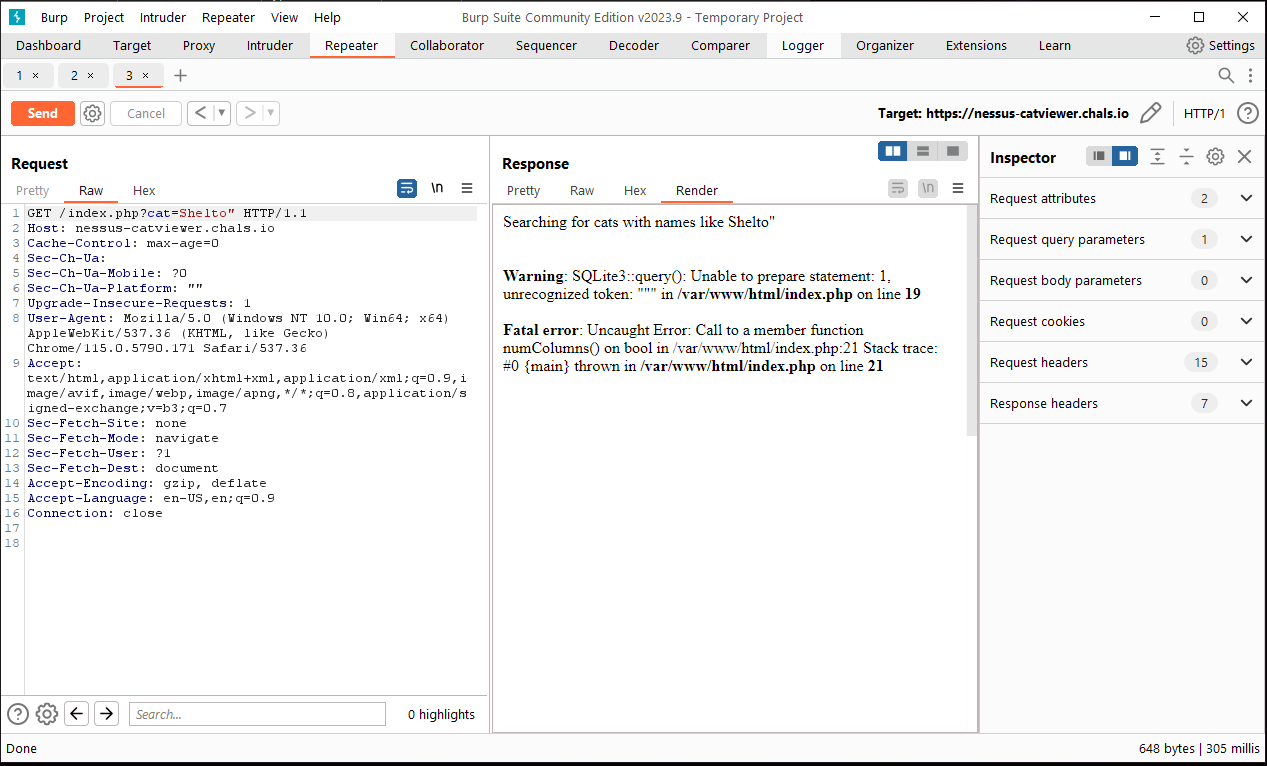 Burp Project Intruder Repeater View Help Burp Suite Community Edition v2023.9 - Temporary Project
Dashboard Target Proxy Intruder Repeater Collaborator Sequencer Decoder Comparer Logger Organizer Extensions Learn Settings
1 × 2 × 3 × +
Send Cancel < > Target: https://nessus-catviewer.chals.io HTTP/1 ?
Request
Pretty Raw Hex \n
1 GET /index.php?cat=Shelto" HTTP/1.1
2 Host: nessus-catviewer.chals.io
3 Cache-Control: max-age=0
4 Sec-Ch-Ua:
5 Sec-Ch-Ua-Mobile: ?0
6 Sec-Ch-Ua-Platform: ""
7 Upgrade-Insecure-Requests: 1
8 User-Agent: Mozilla/5.0 (Windows NT 10.0; Win64; x64)
AppleWebKit/537.36 (KHTML, like Gecko)
Chrome/115.0.5790.171 Safari/537.36
9 Accept:
text/html,application/xhtml+xml,application/xml;q=0.9,i
mage/avif,image/webp,image/apng,*/*;q=0.8,application/s
igned-exchange;v=b3;q=0.7
10 Sec-Fetch-Site: none
11 Sec-Fetch-Mode: navigate
12 Sec-Fetch-User: ?1
13 Sec-Fetch-Dest: document
14 Accept-Encoding: gzip, deflate
15 Accept-Language: en-US,en;q=0.9
16 Connection: close
17
18
? Search... 0 highlights
Response
Pretty Raw Hex Render \n
Searching for cats with names like Shelto"
Warning: SQLite3::query(): Unable to prepare statement: 1,
unrecognized token: """ in /var/www/html/index.php on line 19
Fatal error: Uncaught Error: Call to a member function
numColumns() on bool in /var/www/html/index.php:21 Stack trace:
#0 {main} thrown in /var/www/html/index.php on line 21
Inspector
Request attributes 2
Request query parameters 1
Request body parameters 0
Request cookies 0
Request headers 15
Response headers 7
Done 648 bytes | 305 millis